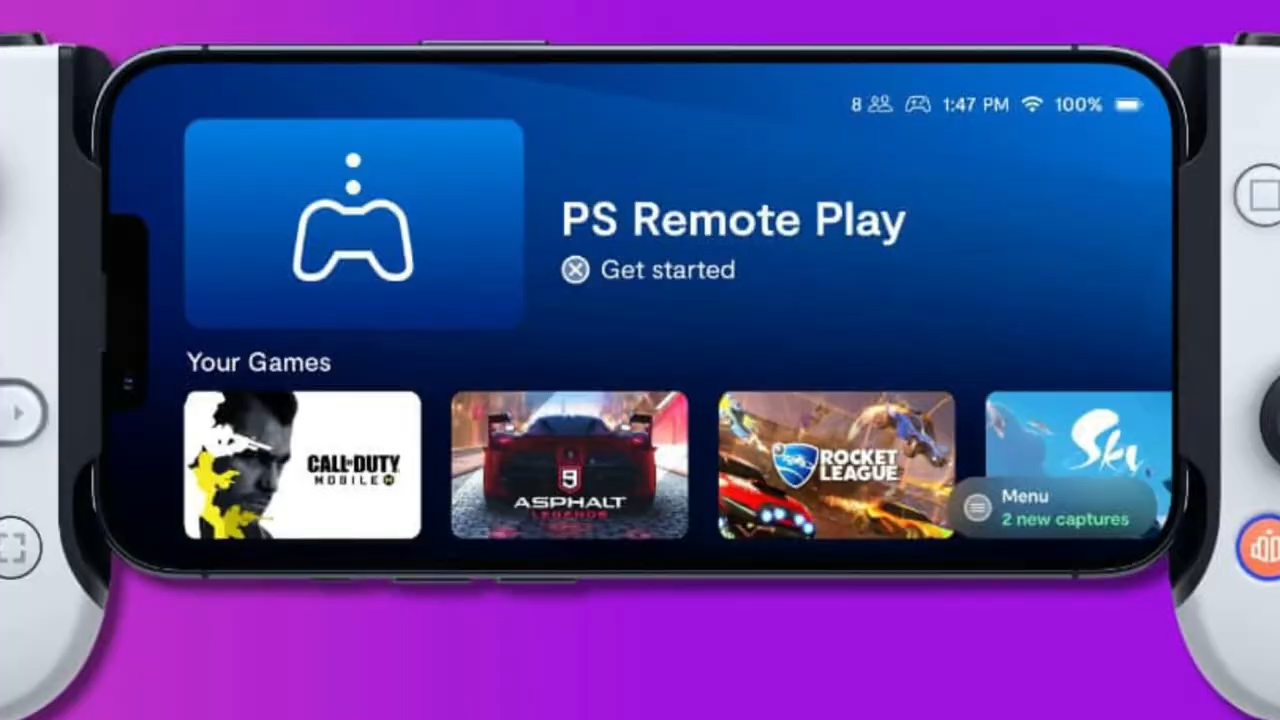 8 1:47 PM 100%
PS Remote Play
Get started
Your Games
CALL OF DUTY
MOBILE
9
ASPHALT
LEGENDS
ROCKET
LEAGUE
Sky
Menu
2 new captures